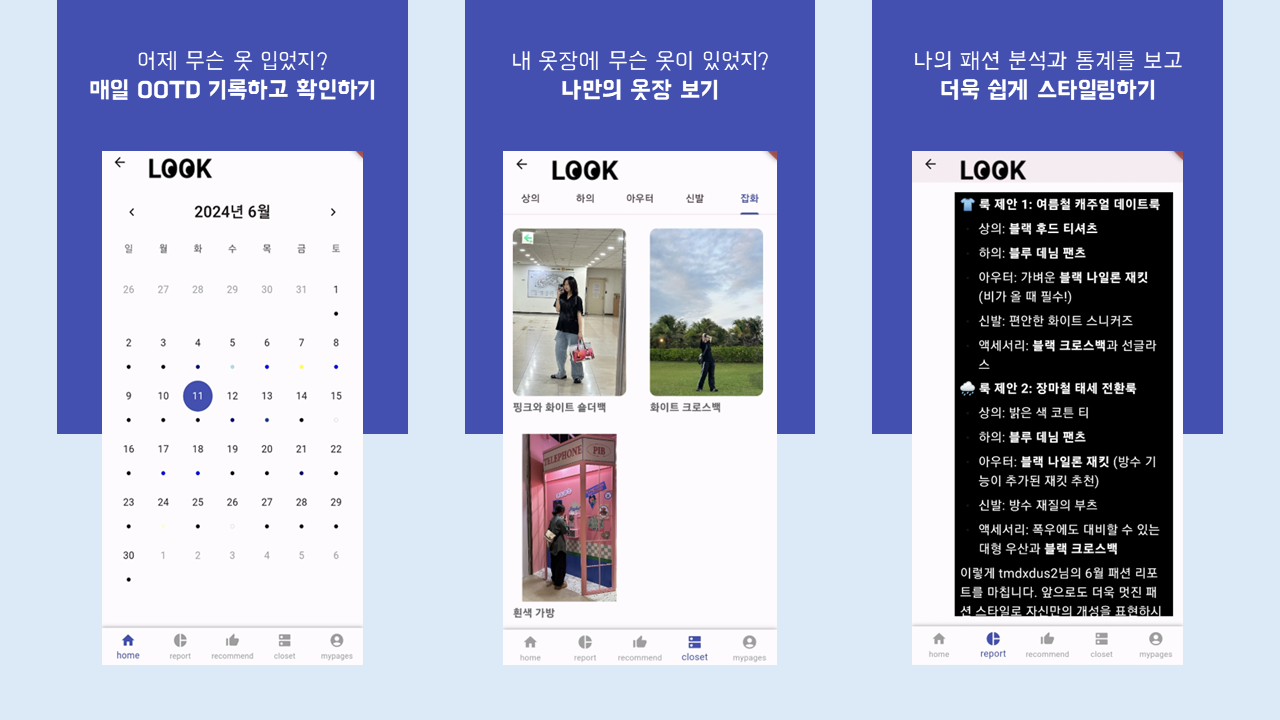 어제 무슨 옷 입었지?
매일 OOTD 기록하고 확인하기
LOOK
2024년 6월
일 월 화 수 목 금 토
26 27 28 29 30 31 1
2 3 4 5 6 7 8
9 10 11 12 13 14 15
16 17 18 19 20 21 22
23 24 25 26 27 28 29
30 1 2 3 4 5 6
home report recommend closet mypages
내 옷장에 무슨 옷이 있었지?
나만의 옷장 보기
LOOK
상의 하의 아우터 신발 잡화
핑크와 화이트 숄더백
화이트 크로스백
TELEPHONE PIB
흰색 가방
home report recommend closet mypages
나의 패션 분석과 통계를 보고
더욱 쉽게 스타일링하기
LOOK
👕 룩 제안 1: 여름철 캐주얼 데이트룩
상의: 블랙 후드 티셔츠
하의: 블루 데님 팬츠
아우터: 가벼운 블랙 나일론 재킷
(비가 올 때 필수!)
신발: 편안한 화이트 스니커즈
액세서리: 블랙 크로스백과 선글라
스
🌧️ 룩 제안 2: 장마철 태세 전환룩
상의: 밝은 색 코튼 티
하의: 블루 데님 팬츠
아우터: 블랙 나일론 재킷 (방수 기
능이 추가된 재킷 추천)
신발: 방수 재질의 부츠
액세서리: 폭우에도 대비할 수 있는
대형 우산과 블랙 크로스백
이렇게 tmdxdus2님의 6월 패션 리포
트를 마칩니다. 앞으로도 더욱 멋진 패
션 스타일로 자신만의 개성을 표현하시
home report recommend closet mypages